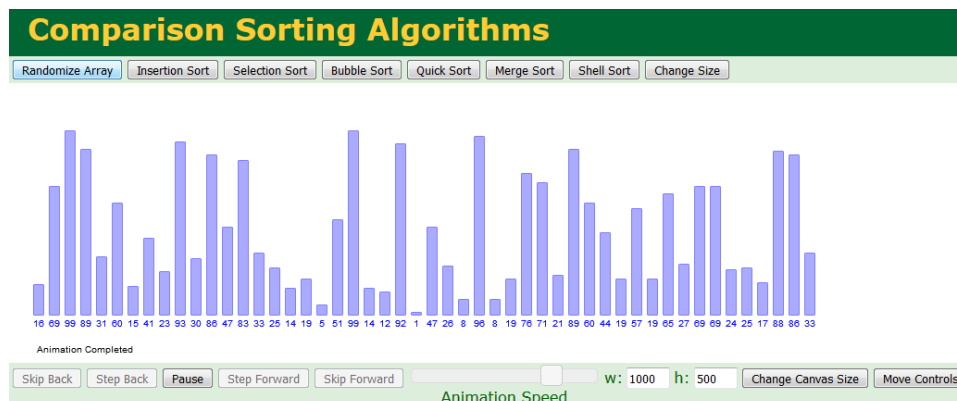 Comparison Sorting Algorithms
Randomize Array Insertion Sort Selection Sort Bubble Sort Quick Sort Merge Sort Shell Sort Change Size
16 69 99 89 31 60 15 41 23 93 30 86 47 83 33 25 14 19 5 51 99 14 12 92 1 47 26 8 96 8 19 76 71 21 89 60 44 19 57 19 65 27 69 69 24 25 17 88 86 33
Animation Completed
Skip Back Step Back Pause Step Forward Skip Forward w: 1000 h: 500 Change Canvas Size Move Controls
Animation Speed